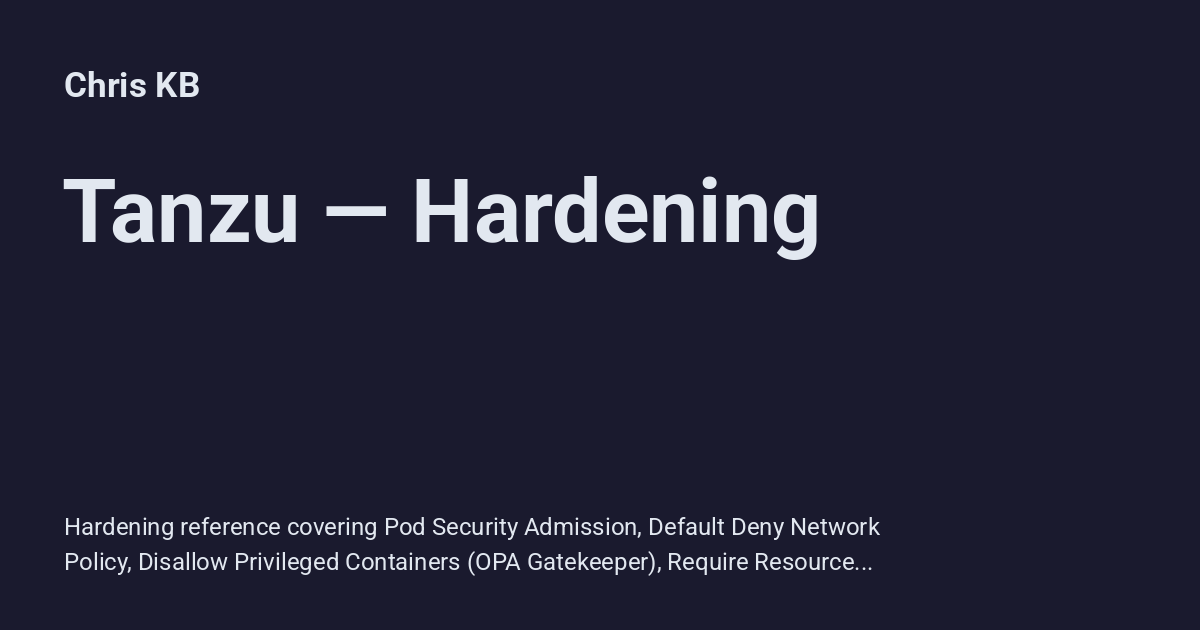 Chris KB
Tanzu — Hardening
Hardening reference covering Pod Security Admission, Default Deny Network
Policy, Disallow Privileged Containers (OPA Gatekeeper), Require Resource...